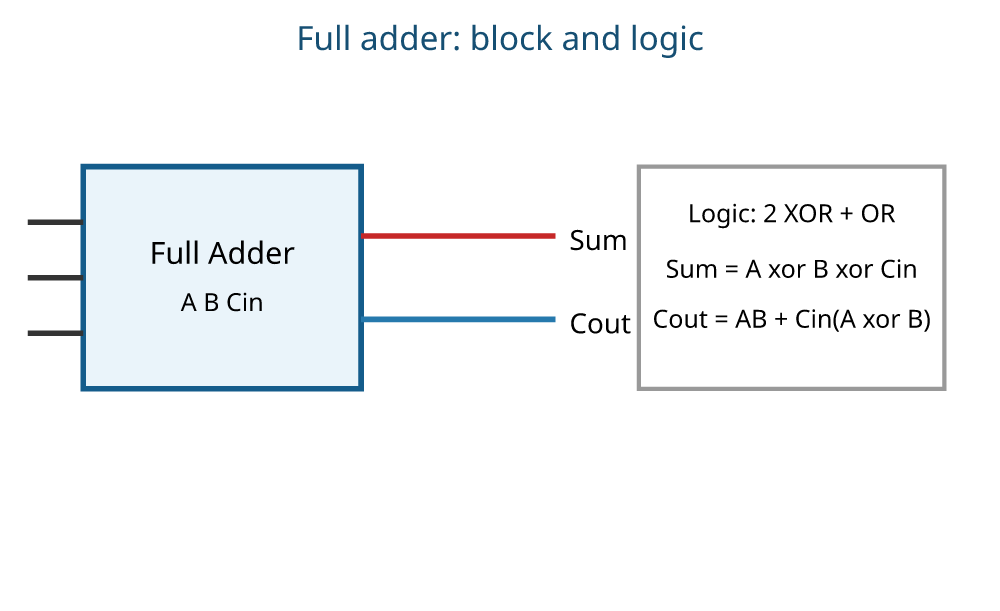 Full adder: block and logic
Full Adder
A B Cin
Sum
Cout
Logic: 2 XOR + OR
Sum = A xor B xor Cin
Cout = AB + Cin(A xor B)